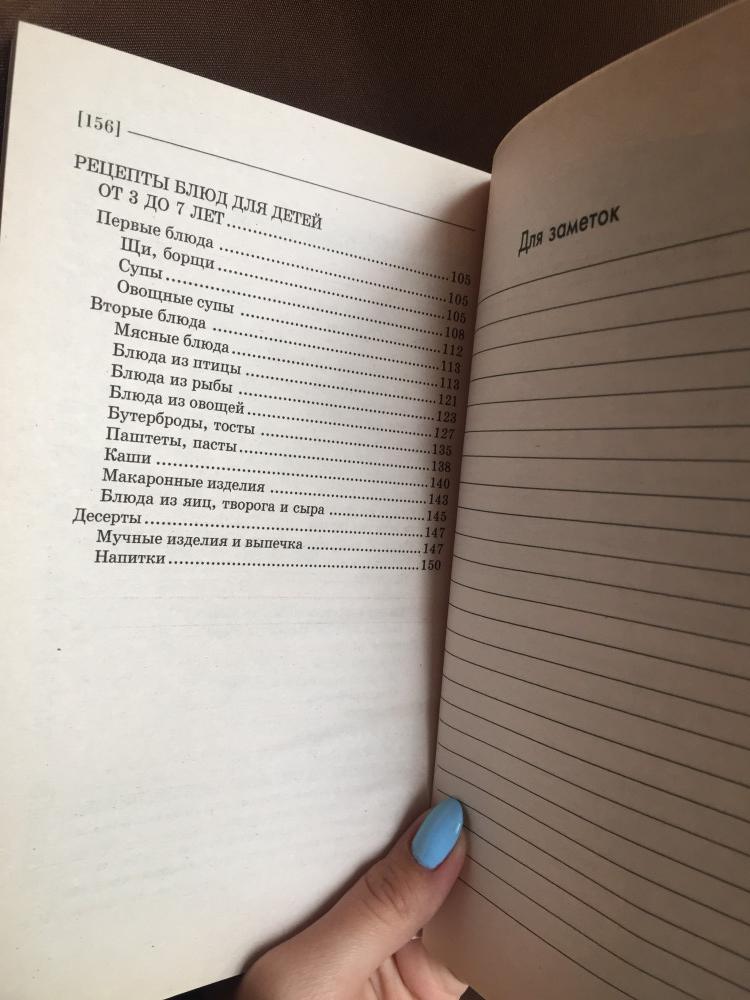 [156]
РЕЦЕПТЫ БЛЮД ДЛЯ ДЕТЕЙ
ОТ 3 ДО 7 ЛЕТ ........ 105
Первые блюда ........ 105
Щи, борщи ........ 105
Супы ........ 108
Овощные супы ........ 112
Вторые блюда ........ 113
Мясные блюда ........ 113
Блюда из птицы ........ 121
Блюда из рыбы ........ 123
Блюда из овощей ........ 127
Бутерброды, тосты ........ 135
Паштеты, пасты ........ 138
Каши ........ 140
Макаронные изделия ........ 143
Блюда из яиц, творога и сыра ........ 145
Десерты ........ 147
Мучные изделия и выпечка ........ 147
Напитки ........ 150
Для заметок